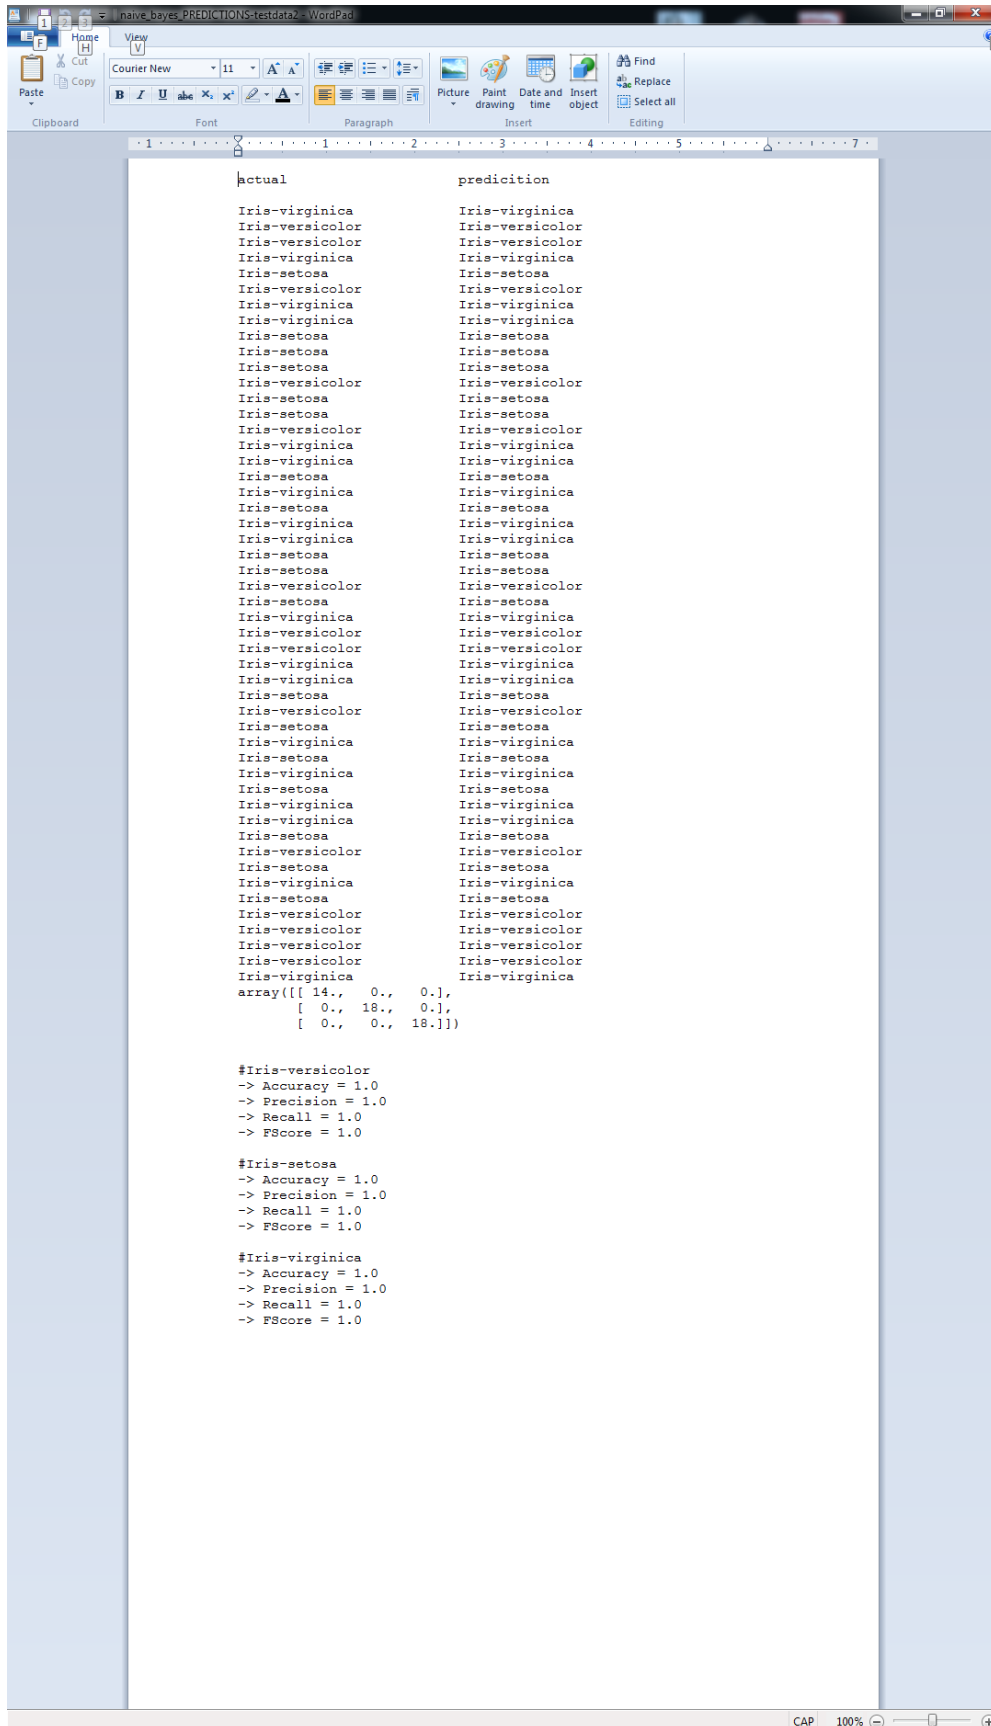 naive_bayes_PREDICTIONS-testdata2 - WordPad
1 2 3
F Home View
H V
Cut Courier New 11 A A Find
Copy Replace
Paste B I U abc X₂ X² A Picture Paint Date and Insert Select all
drawing time object
Clipboard Font Paragraph Insert Editing
1 1 2 3 4 5 7
actual predicition
Iris-virginica Iris-virginica
Iris-versicolor Iris-versicolor
Iris-versicolor Iris-versicolor
Iris-virginica Iris-virginica
Iris-setosa Iris-setosa
Iris-versicolor Iris-versicolor
Iris-virginica Iris-virginica
Iris-virginica Iris-virginica
Iris-setosa Iris-setosa
Iris-setosa Iris-setosa
Iris-setosa Iris-setosa
Iris-versicolor Iris-versicolor
Iris-setosa Iris-setosa
Iris-setosa Iris-setosa
Iris-versicolor Iris-versicolor
Iris-virginica Iris-virginica
Iris-virginica Iris-virginica
Iris-setosa Iris-setosa
Iris-virginica Iris-virginica
Iris-setosa Iris-setosa
Iris-virginica Iris-virginica
Iris-virginica Iris-virginica
Iris-setosa Iris-setosa
Iris-setosa Iris-setosa
Iris-versicolor Iris-versicolor
Iris-setosa Iris-setosa
Iris-virginica Iris-virginica
Iris-versicolor Iris-versicolor
Iris-versicolor Iris-versicolor
Iris-virginica Iris-virginica
Iris-virginica Iris-virginica
Iris-setosa Iris-setosa
Iris-versicolor Iris-versicolor
Iris-setosa Iris-setosa
Iris-virginica Iris-virginica
Iris-setosa Iris-setosa
Iris-virginica Iris-virginica
Iris-setosa Iris-setosa
Iris-virginica Iris-virginica
Iris-virginica Iris-virginica
Iris-setosa Iris-setosa
Iris-versicolor Iris-versicolor
Iris-setosa Iris-setosa
Iris-virginica Iris-virginica
Iris-setosa Iris-setosa
Iris-versicolor Iris-versicolor
Iris-versicolor Iris-versicolor
Iris-versicolor Iris-versicolor
Iris-versicolor Iris-versicolor
Iris-virginica Iris-virginica
array([[ 14., 0., 0.],
[ 0., 18., 0.],
[ 0., 0., 18.]])
#Iris-versicolor
-> Accuracy = 1.0
-> Precision = 1.0
-> Recall = 1.0
-> FScore = 1.0
#Iris-setosa
-> Accuracy = 1.0
-> Precision = 1.0
-> Recall = 1.0
-> FScore = 1.0
#Iris-virginica
-> Accuracy = 1.0
-> Precision = 1.0
-> Recall = 1.0
-> FScore = 1.0
CAP 100%